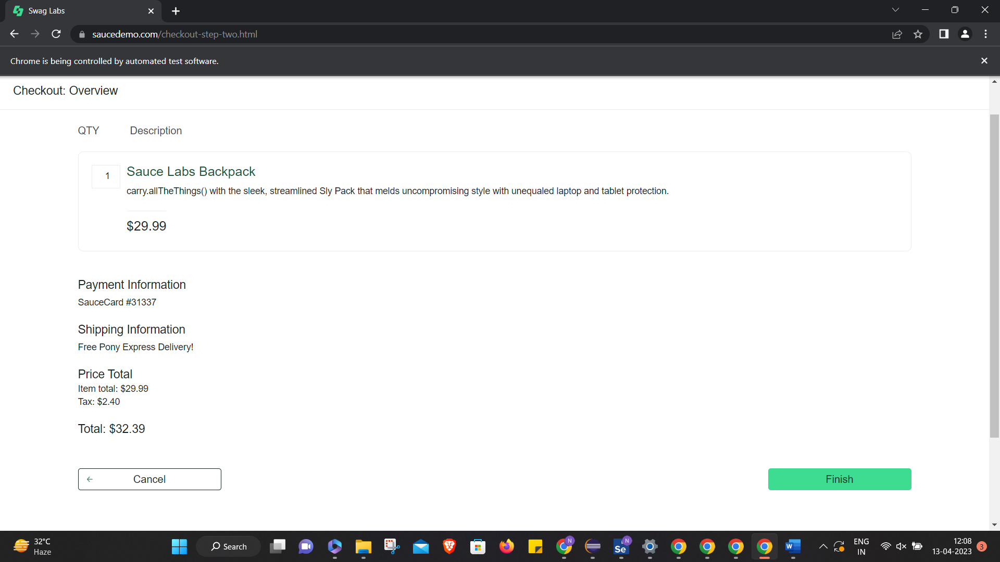 Swag Labs
saucedemo.com/checkout-step-two.html
Chrome is being controlled by automated test software.
Checkout: Overview
QTY Description
1 Sauce Labs Backpack
carry.allTheThings() with the sleek, streamlined Sly Pack that melds uncompromising style with unequaled laptop and tablet protection.
$29.99
Payment Information
SauceCard #31337
Shipping Information
Free Pony Express Delivery!
Price Total
Item total: $29.99
Tax: $2.40
Total: $32.39
Cancel Finish
32°C
Haze
Search
N
Se N
W
ENG
IN
12:08
13-04-2023
3